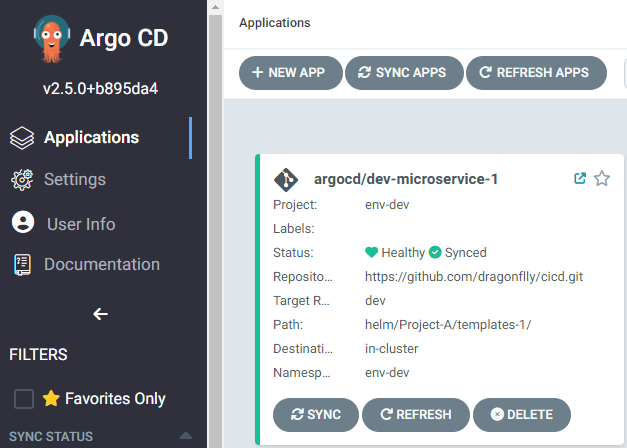 Argo CD
v2.5.0+b895da4
Applications
Settings
User Info
Documentation
FILTERS
Favorites Only
SYNC STATUS
Applications
NEW APP SYNC APPS REFRESH APPS
argocd/dev-microservice-1
Project: env-dev
Labels:
Status: Healthy Synced
Reposito... https://github.com/dragonflly/cicd.git
Target R... dev
Path: helm/Project-A/templates-1/
Destinati... in-cluster
Namesp... env-dev
SYNC REFRESH DELETE